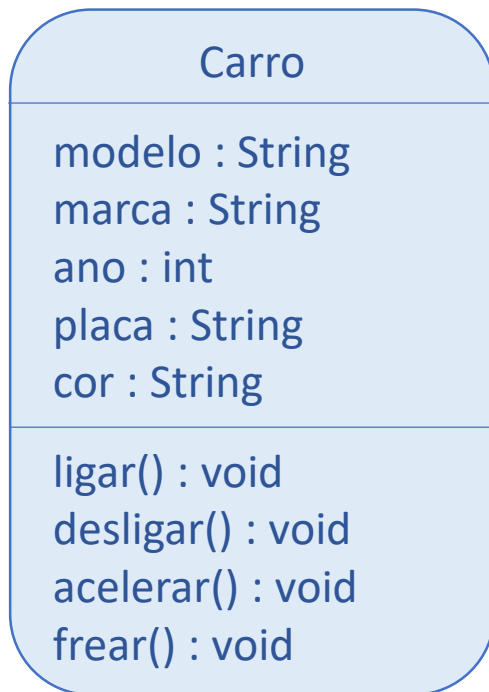 Carro
modelo : String
marca : String
ano : int
placa : String
cor : String
ligar() : void
desligar() : void
acelerar() : void
frear() : void